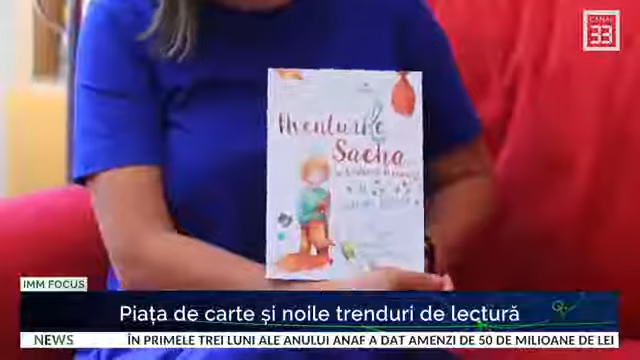 CANAL
33
Aventurile
Sacha
IMM FOCUS
Piața de carte și noile trenduri de lectură
NEWS
ÎN PRIMELE TREI LUNI ALE ANULUI ANAF A DAT AMENZI DE 50 DE MILIOANE DE LEI